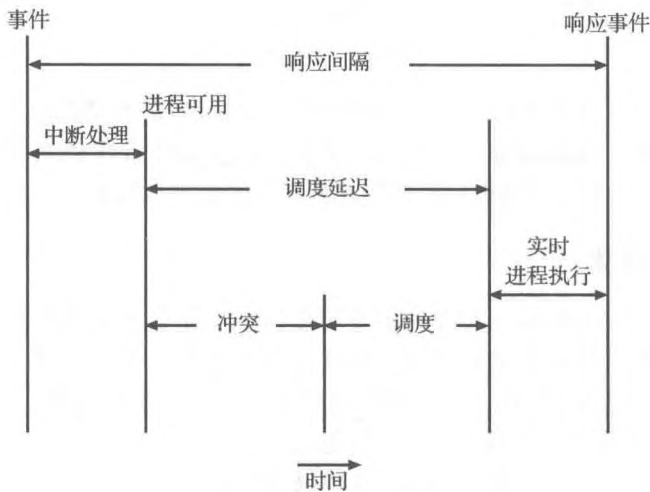 事件
响应事件
响应间隔
进程可用
中断处理
调度延迟
实时
进程执行
冲突
调度
时间